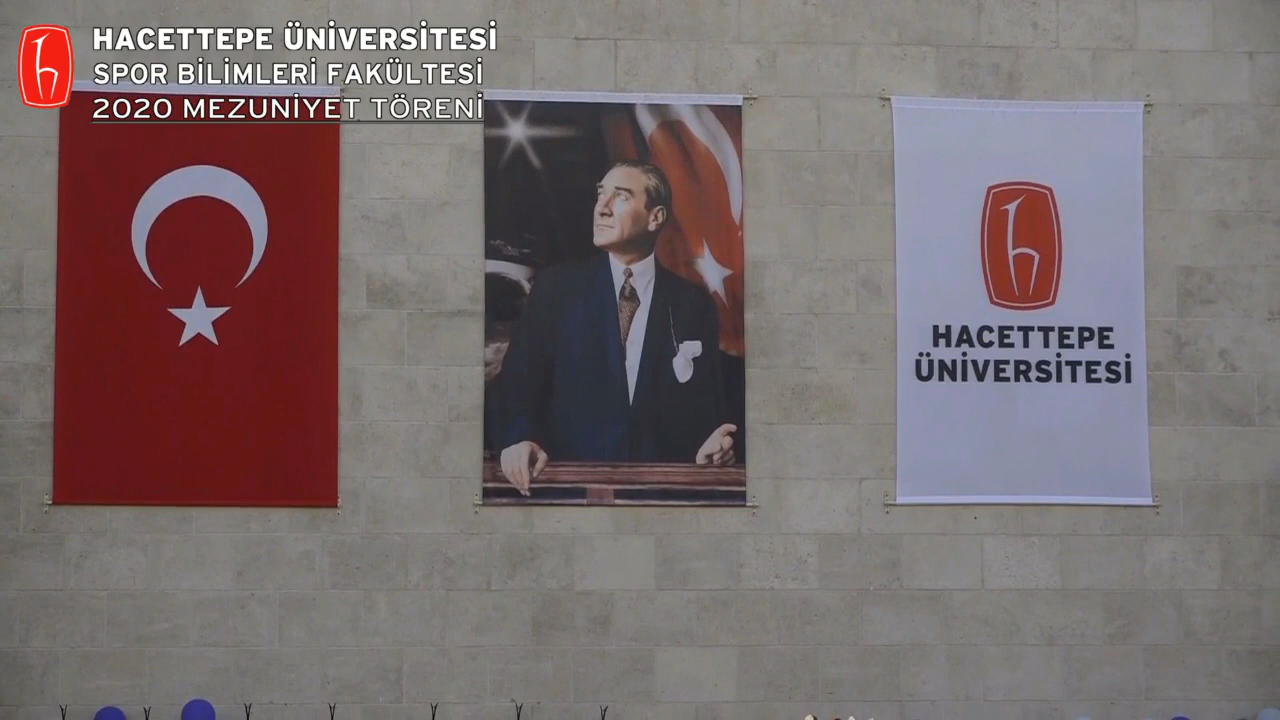 HACETTEPE ÜNİVERSİTESİ
SPOR BİLİMLERİ FAKÜLTESİ
2020 MEZUNİYET TÖRENİ
HACETTEPE
ÜNİVERSİTESİ